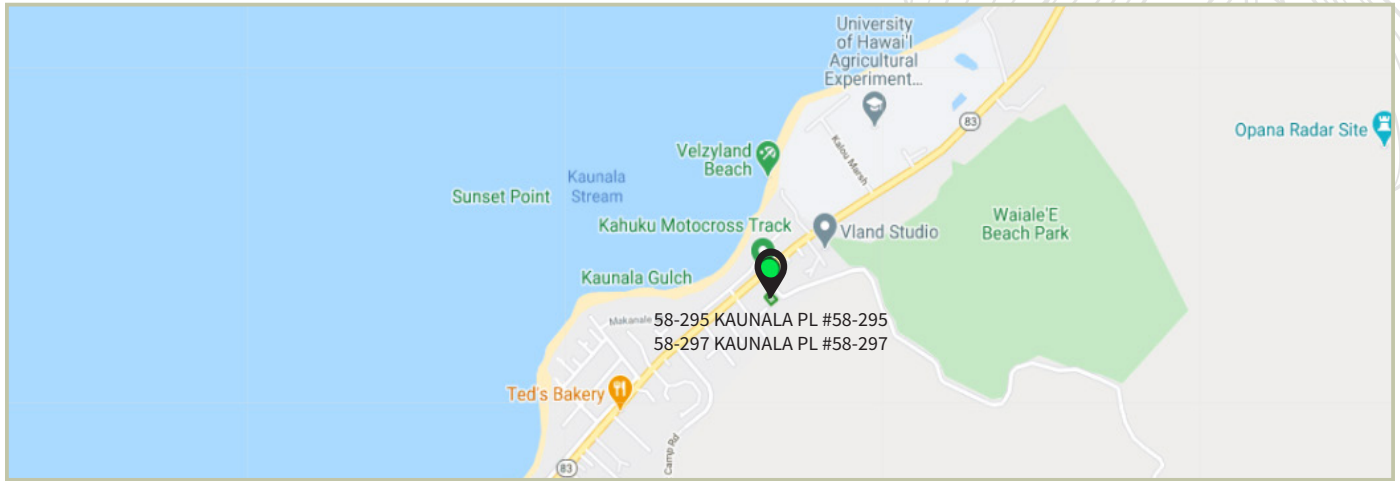 University
of Hawai'i
Agricultural
Experiment...
83
Opana Radar Site
Kalou Marsh
Velzyland
Beach
Kaunala
Stream
Sunset Point
Waiale'E
Beach Park
Kahuku Motocross Track
Vland Studio
Kaunala Gulch
Makanale
58-295 KAUNALA PL #58-295
58-297 KAUNALA PL #58-297
Ted's Bakery
Camp Rd
83